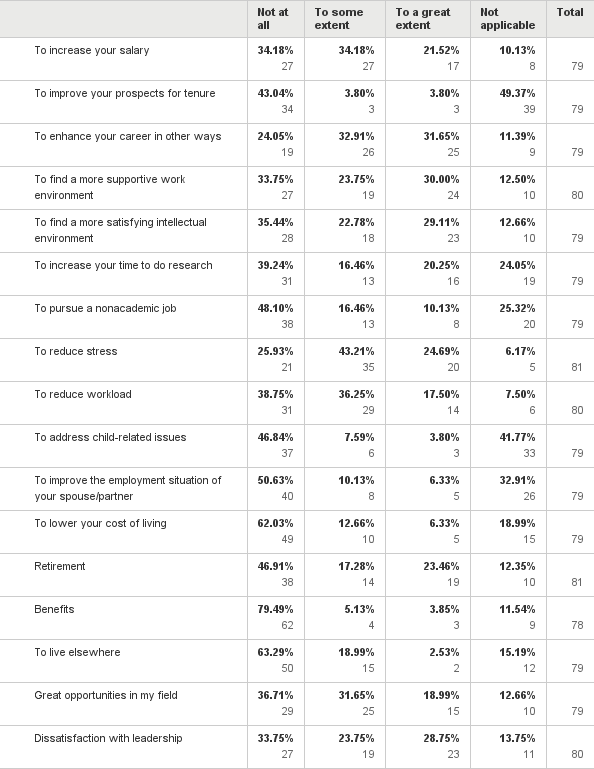 Not at all To some extent To a great extent Not applicable Total
To increase your salary 34.18% 34.18% 21.52% 10.13%
27 27 17 8 79
To improve your prospects for tenure 43.04% 3.80% 3.80% 49.37%
34 3 3 39 79
To enhance your career in other ways 24.05% 32.91% 31.65% 11.39%
19 26 25 9 79
To find a more supportive work 33.75% 23.75% 30.00% 12.50%
environment 27 19 24 10 80
To find a more satisfying intellectual 35.44% 22.78% 29.11% 12.66%
environment 28 18 23 10 79
To increase your time to do research 39.24% 16.46% 20.25% 24.05%
31 13 16 19 79
To pursue a nonacademic job 48.10% 16.46% 10.13% 25.32%
38 13 8 20 79
To reduce stress 25.93% 43.21% 24.69% 6.17%
21 35 20 5 81
To reduce workload 38.75% 36.25% 17.50% 7.50%
31 29 14 6 80
To address child-related issues 46.84% 7.59% 3.80% 41.77%
37 6 3 33 79
To improve the employment situation of 50.63% 10.13% 6.33% 32.91%
your spouse/partner 40 8 5 26 79
To lower your cost of living 62.03% 12.66% 6.33% 18.99%
49 10 5 15 79
Retirement 46.91% 17.28% 23.46% 12.35%
38 14 19 10 81
Benefits 79.49% 5.13% 3.85% 11.54%
62 4 3 9 78
To live elsewhere 63.29% 18.99% 2.53% 15.19%
50 15 2 12 79
Great opportunities in my field 36.71% 31.65% 18.99% 12.66%
29 25 15 10 79
Dissatisfaction with leadership 33.75% 23.75% 28.75% 13.75%
27 19 23 11 80